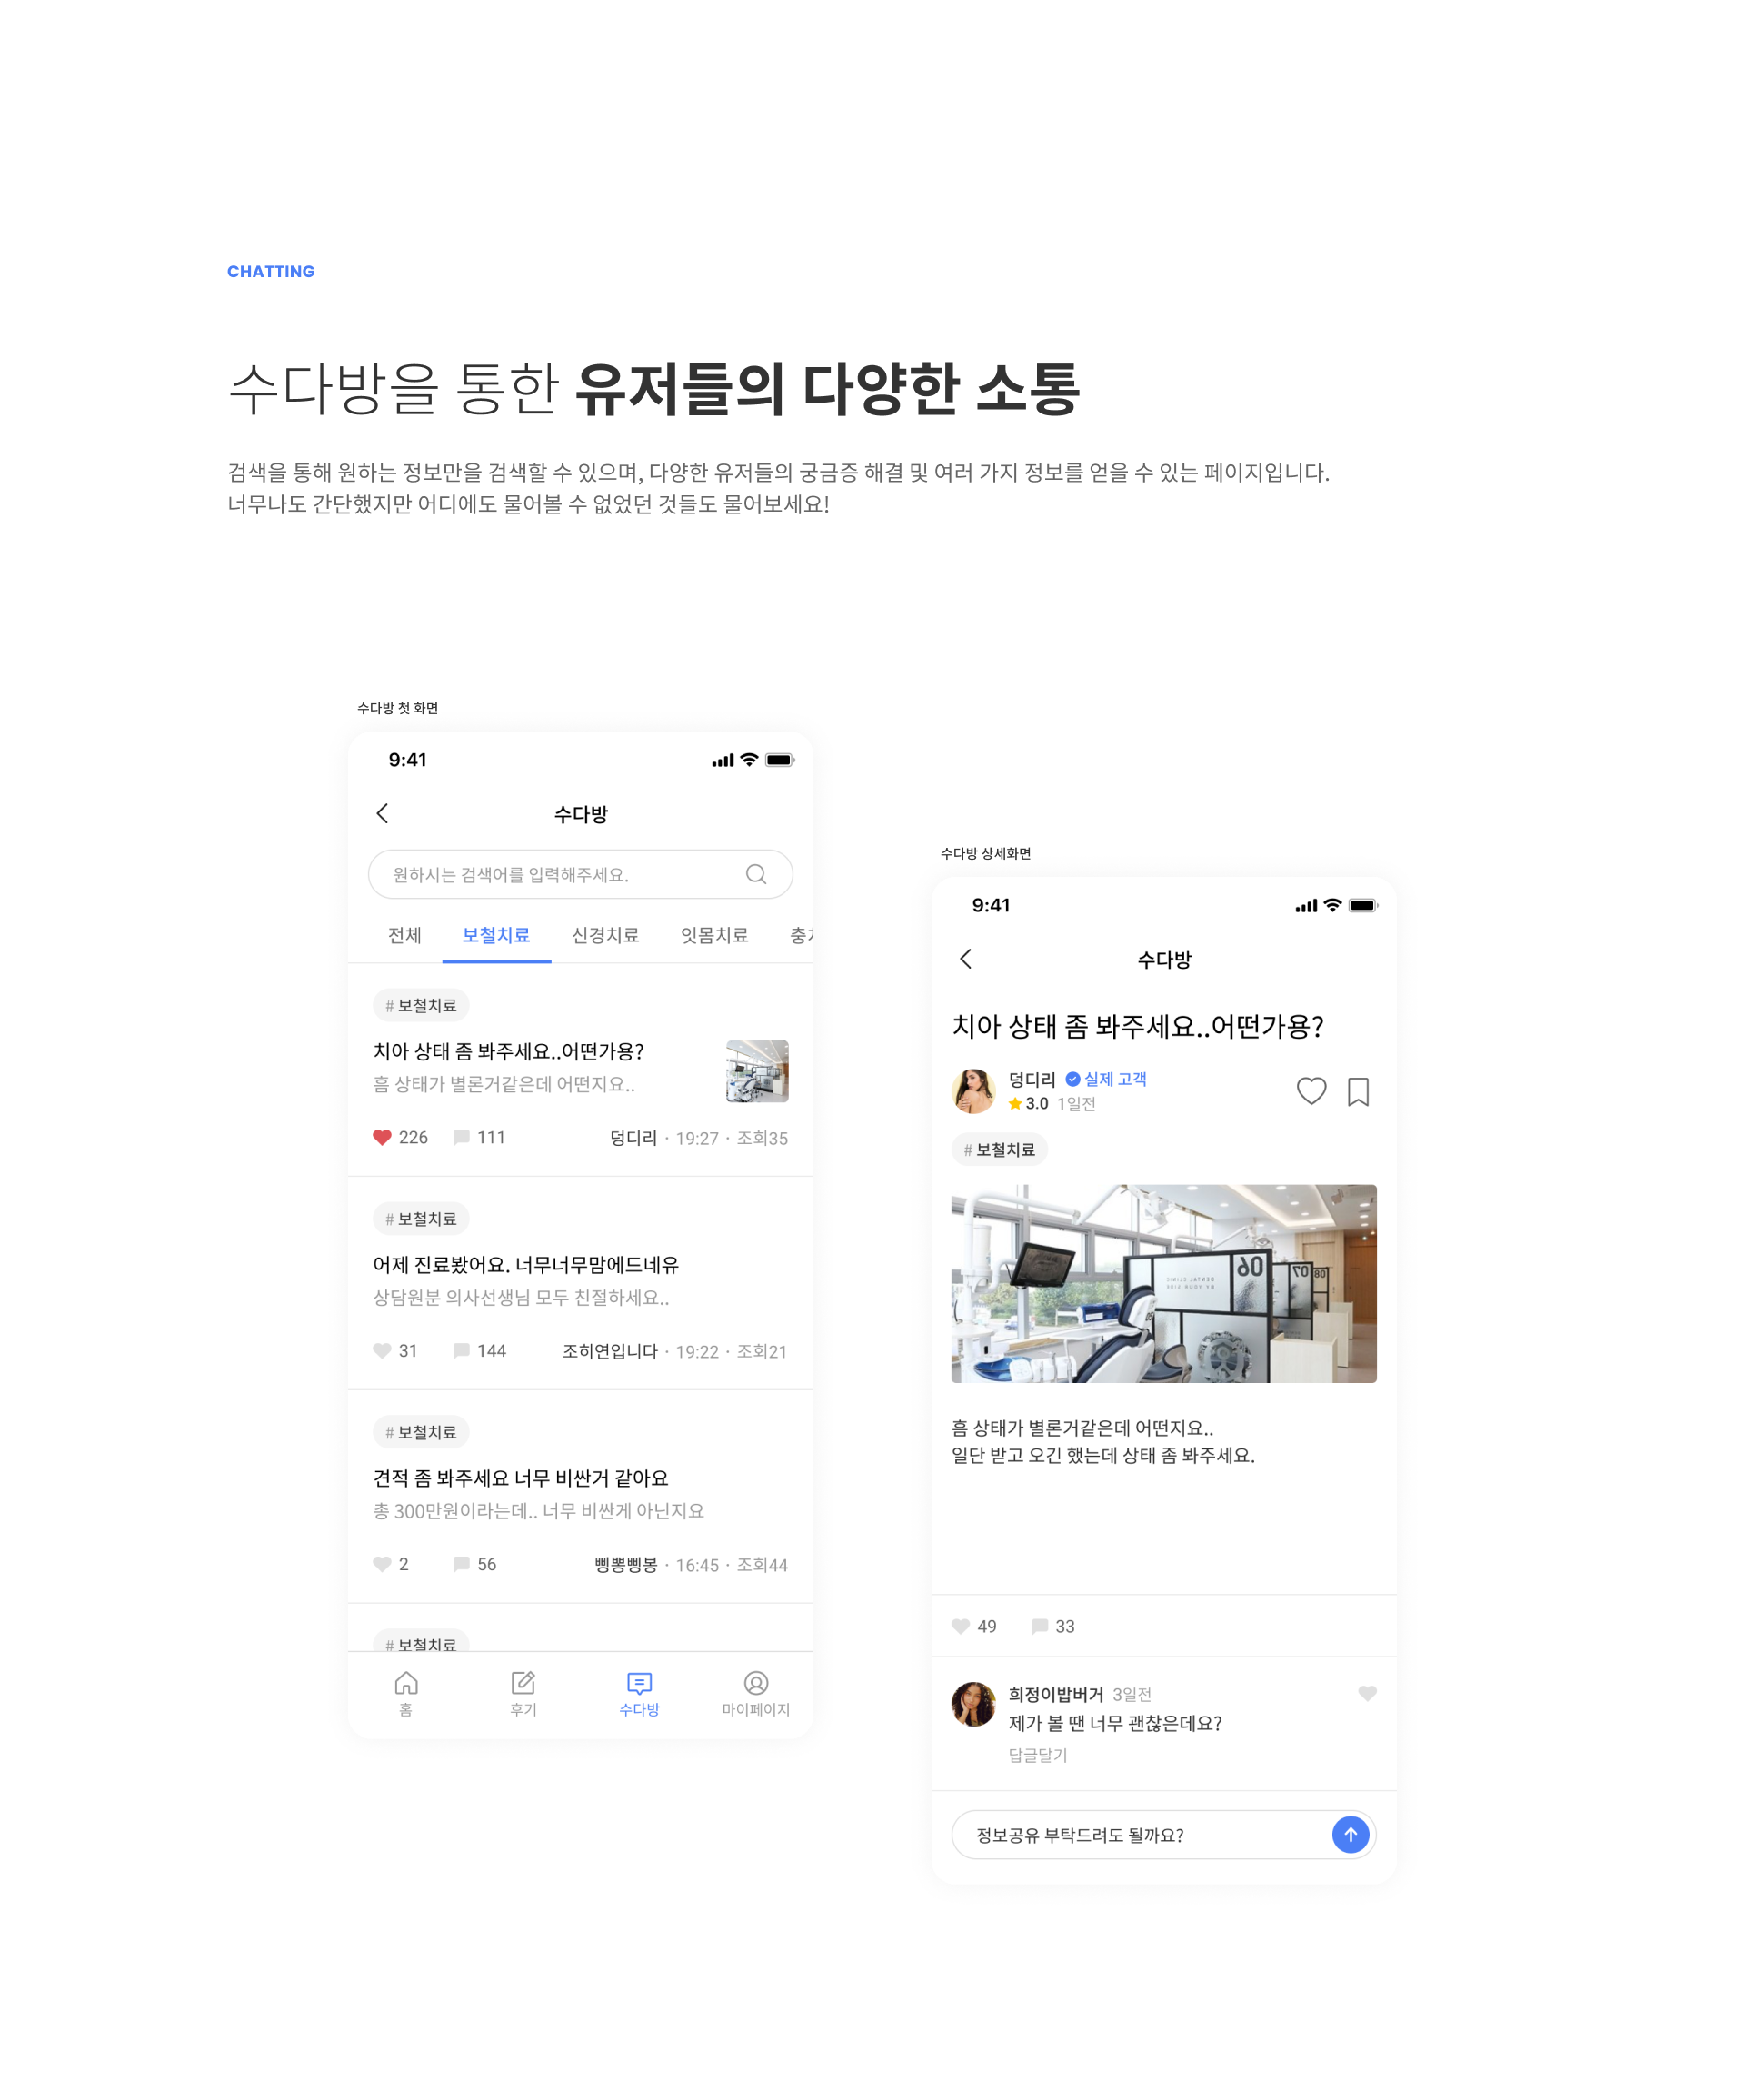 CHATTING
수다방을 통한 유저들의 다양한 소통
검색을 통해 원하는 정보만을 검색할 수 있으며, 다양한 유저들의 궁금증 해결 및 여러 가지 정보를 얻을 수 있는 페이지입니다.
너무나도 간단했지만 어디에도 물어볼 수 없었던 것들도 물어보세요!
수다방 첫 화면
9:41
수다방
원하시는 검색어를 입력해주세요.
전체 보철치료 신경치료 잇몸치료 충치
# 보철치료
치아 상태 좀 봐주세요..어떤가용?
흠 상태가 별론거같은데 어떤지요..
226 111 덩디리 · 19:27 · 조회35
# 보철치료
어제 진료봤어요. 너무너무맘에드네유
상담원분 의사선생님 모두 친절하세요..
31 144 조히연입니다 · 19:22 · 조회21
# 보철치료
견적 좀 봐주세요 너무 비싼거 같아요
총 300만원이라는데.. 너무 비싼게 아닌지요
2 56 삥뽕삥봉 · 16:45 · 조회44
# 보철치료
홈 후기 수다방 마이페이지
수다방 상세화면
9:41
수다방
치아 상태 좀 봐주세요..어떤가용?
덩디리 실제 고객
3.0 1일전
# 보철치료
06 07 08
DENTAL CLINIC
BY YOUR SIDE
흠 상태가 별론거같은데 어떤지요..
일단 받고 오긴 했는데 상태 좀 봐주세요.
49 33
희정이밥버거 3일전
제가 볼 땐 너무 괜찮은데요?
답글달기
정보공유 부탁드려도 될까요?